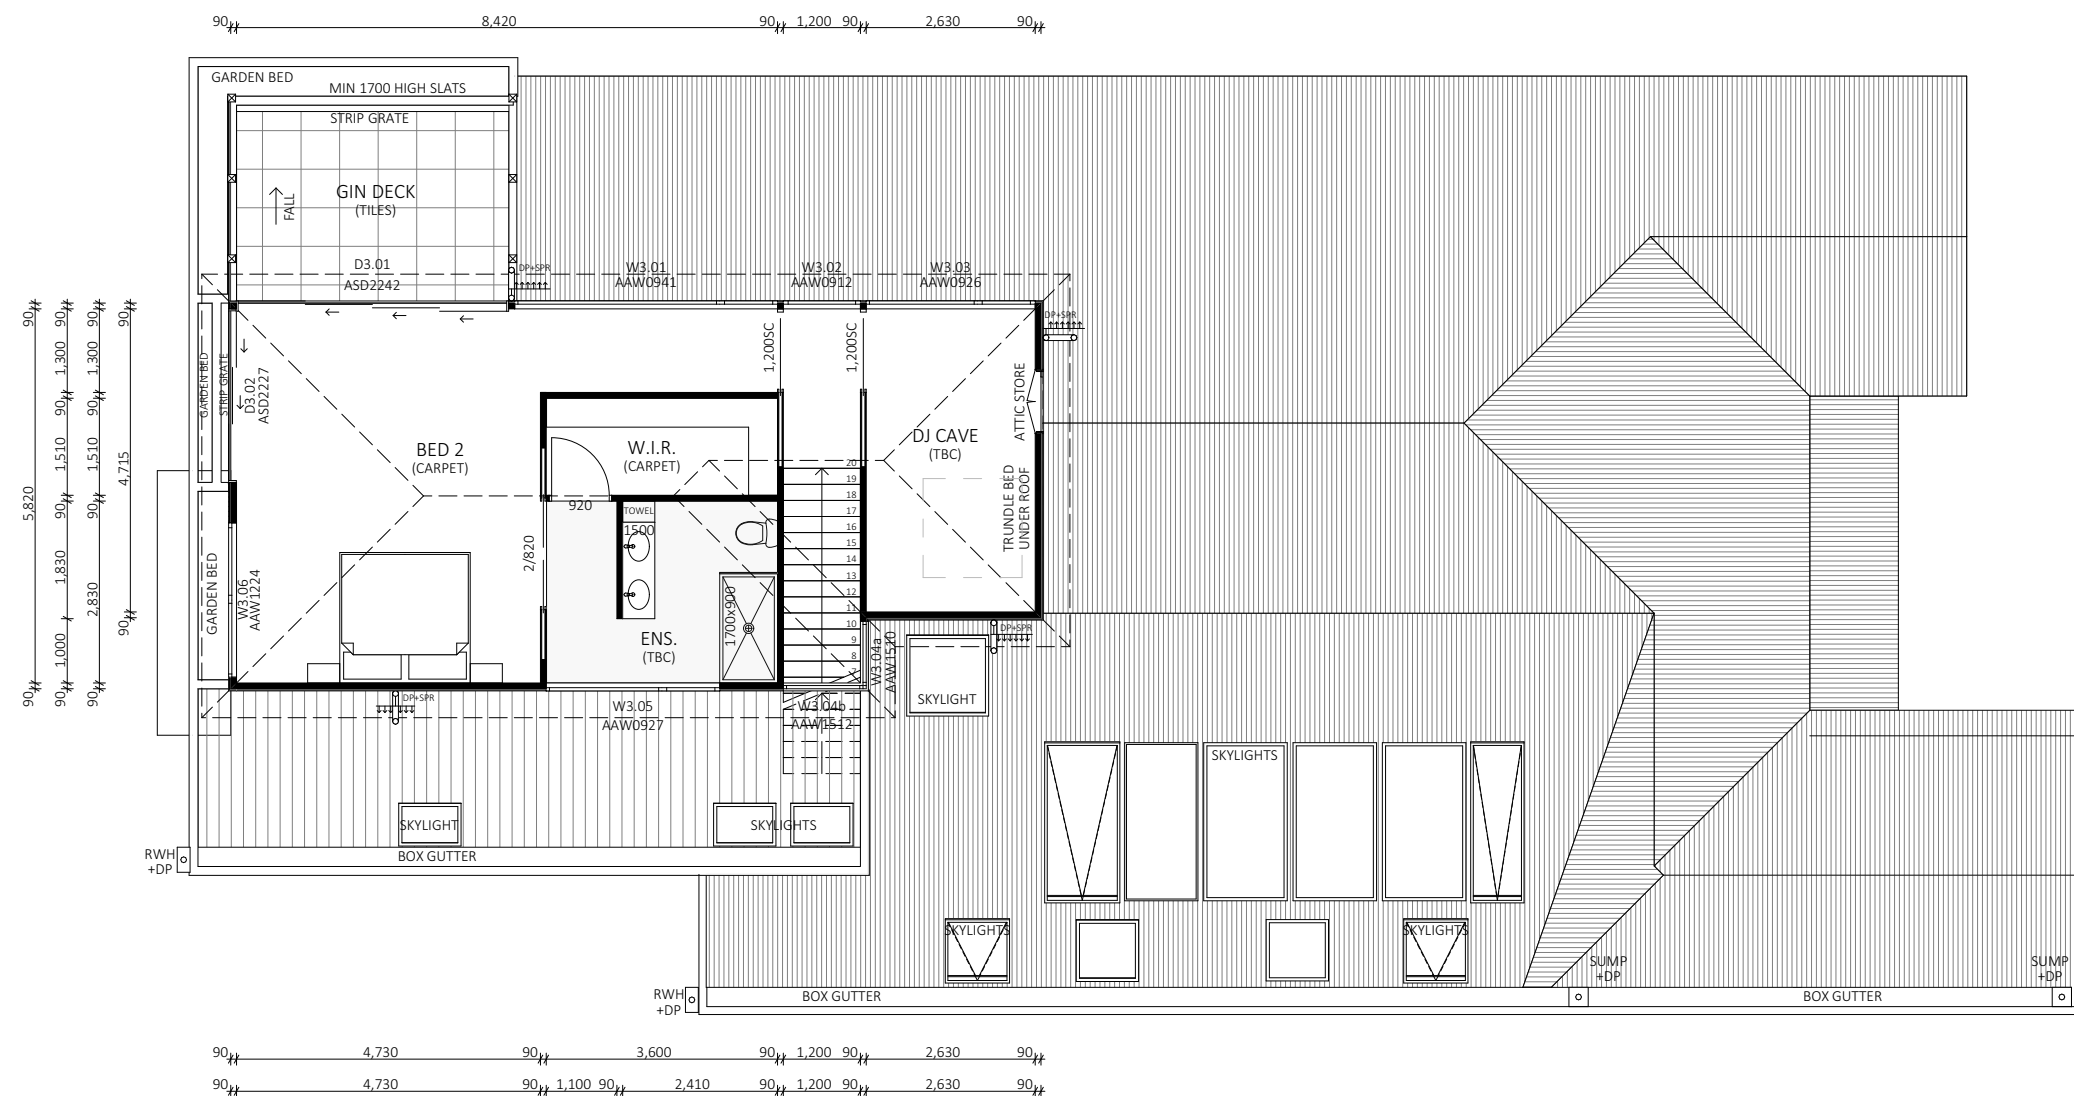 90 8,420 90 1,200 90 2,630 90
GARDEN BED
MIN 1700 HIGH SLATS
STRIP GRATE
GIN DECK
(TILES)
FALL
D3.01
ASD2242
DP+SPR
W3.01
AAW0941
W3.02
AAW0912
W3.03
AAW0926
DP+SPR
90 5,820 90
90 1,300 90 1,510 90 1,830 1,000 90
90 1,300 90 1,510 90 2,830 90
90 4,715 90
GARDEN BED
STRIP GRATE
D3.02
ASD2227
1,200SC
1,200SC
ATTIC STORE
BED 2
(CARPET)
W.I.R.
(CARPET)
DJ CAVE
(TBC)
TRUNDLE BED
UNDER ROOF
920
TOWEL
1500
2/820
20
19
18
17
16
15
14
13
12
11
10
9
8
7
GARDEN BED
W3.06
AAW1224
1700x900
ENS.
(TBC)
W3.04a
AAW1510
DP+SPR
SKYLIGHT
DP+SPR
W3.05
AAW0927
W3.04b
AAW1512
SKYLIGHTS
SKYLIGHT
SKYLIGHTS
RWH
+DP
BOX GUTTER
SKYLIGHTS
SKYLIGHTS
SUMP
+DP
SUMP
+DP
RWH
+DP
BOX GUTTER
BOX GUTTER
90 4,730 90 3,600 90 1,200 90 2,630 90
90 4,730 90 1,100 90 2,410 90 1,200 90 2,630 90